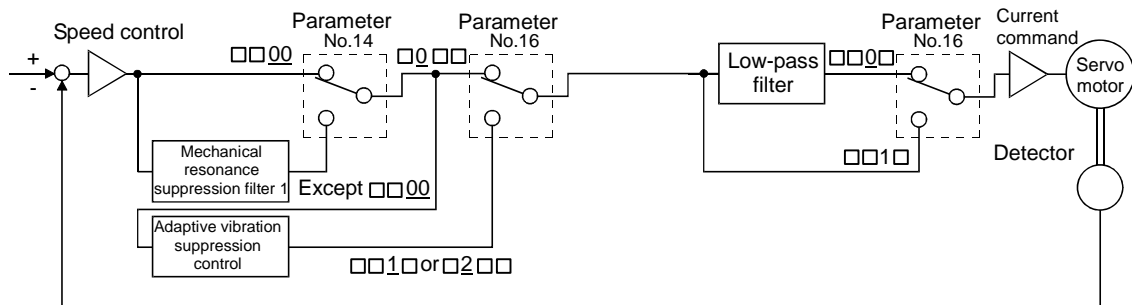 Speed control
Parameter
No.14
Parameter
No.16
Parameter
No.16
Current
command
+
-
□□00
□0□□
Low-pass
filter
□□0□
Servo
motor
Mechanical
resonance
suppression filter 1
Except □□00
□□1□
Detector
Adaptive vibration
suppression
control
□□1□ or □2□□